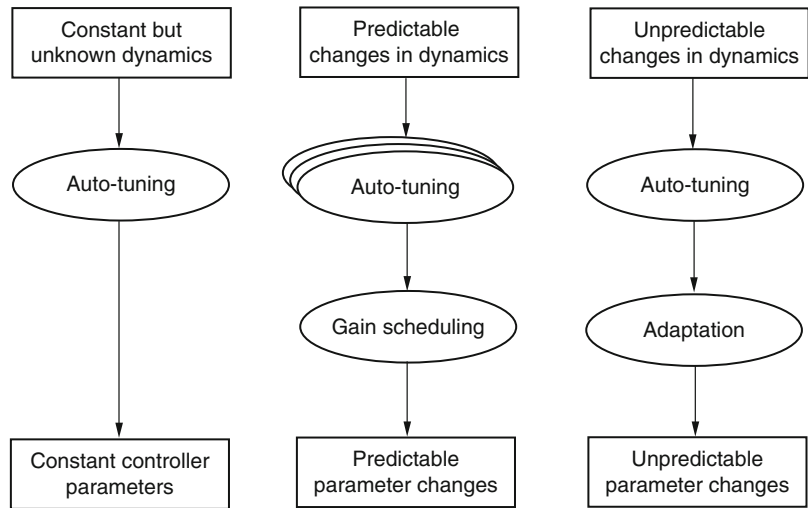 Constant but
unknown dynamics
Auto-tuning
Constant controller
parameters
Predictable
changes in dynamics
Auto-tuning
Gain scheduling
Predictable
parameter changes
Unpredictable
changes in dynamics
Auto-tuning
Adaptation
Unpredictable
parameter changes